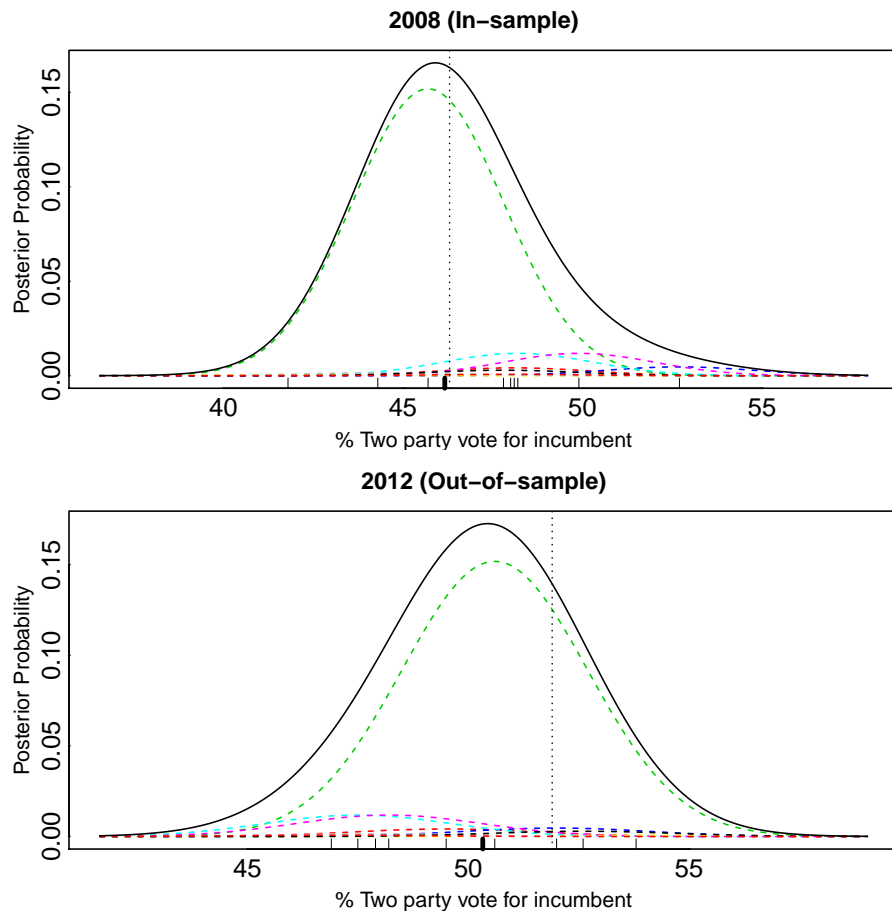 2008 (In−sample)
Posterior Probability
0.15
0.10
0.05
0.00
40 45 50 55
% Two party vote for incumbent
2012 (Out−of−sample)
Posterior Probability
0.15
0.10
0.05
0.00
45 50 55
% Two party vote for incumbent